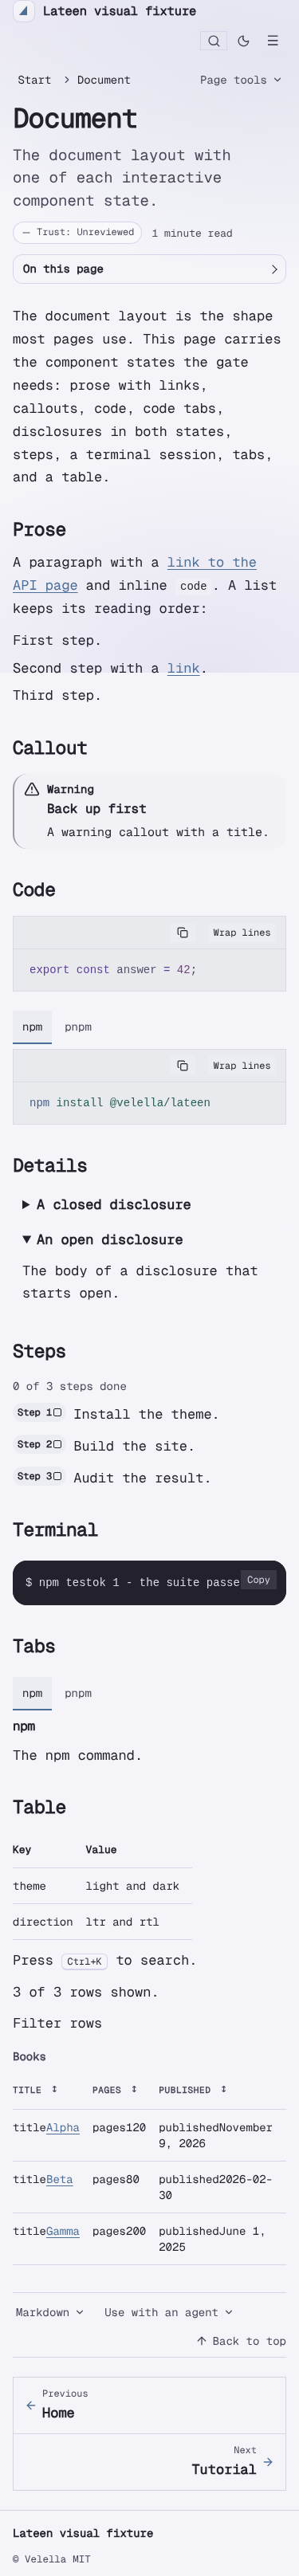 Lateen visual fixture
Start > Document Page tools
Document
The document layout with
one of each interactive
component state.
— Trust: Unreviewed 1 minute read
On this page
The document layout is the shape
most pages use. This page carries
the component states the gate
needs: prose with links,
callouts, code, code tabs,
disclosures in both states,
steps, a terminal session, tabs,
and a table.
Prose
A paragraph with a link to the
API page and inline code. A list
keeps its reading order:
First step.
Second step with a link.
Third step.
Callout
Warning
Back up first
A warning callout with a title.
Code
Wrap lines
export const answer = 42;
npm pnpm
Wrap lines
npm install @velella/lateen
Details
A closed disclosure
An open disclosure
The body of a disclosure that
starts open.
Steps
0 of 3 steps done
Step 1 Install the theme.
Step 2 Build the site.
Step 3 Audit the result.
Terminal
$ npm testok 1 - the suite passe Copy
Tabs
npm pnpm
npm
The npm command.
Table
Key Value
theme light and dark
direction ltr and rtl
Press Ctrl+K to search.
3 of 3 rows shown.
Filter rows
Books
TITLE ↕ PAGES ↕ PUBLISHED ↕
titleAlpha pages120 publishedNovember
9, 2026
titleBeta pages80 published2026-02-
30
titleGamma pages200 publishedJune 1,
2025
Markdown Use with an agent
↑ Back to top
Previous
← Home
Next
Tutorial →
Lateen visual fixture
© Velella MIT